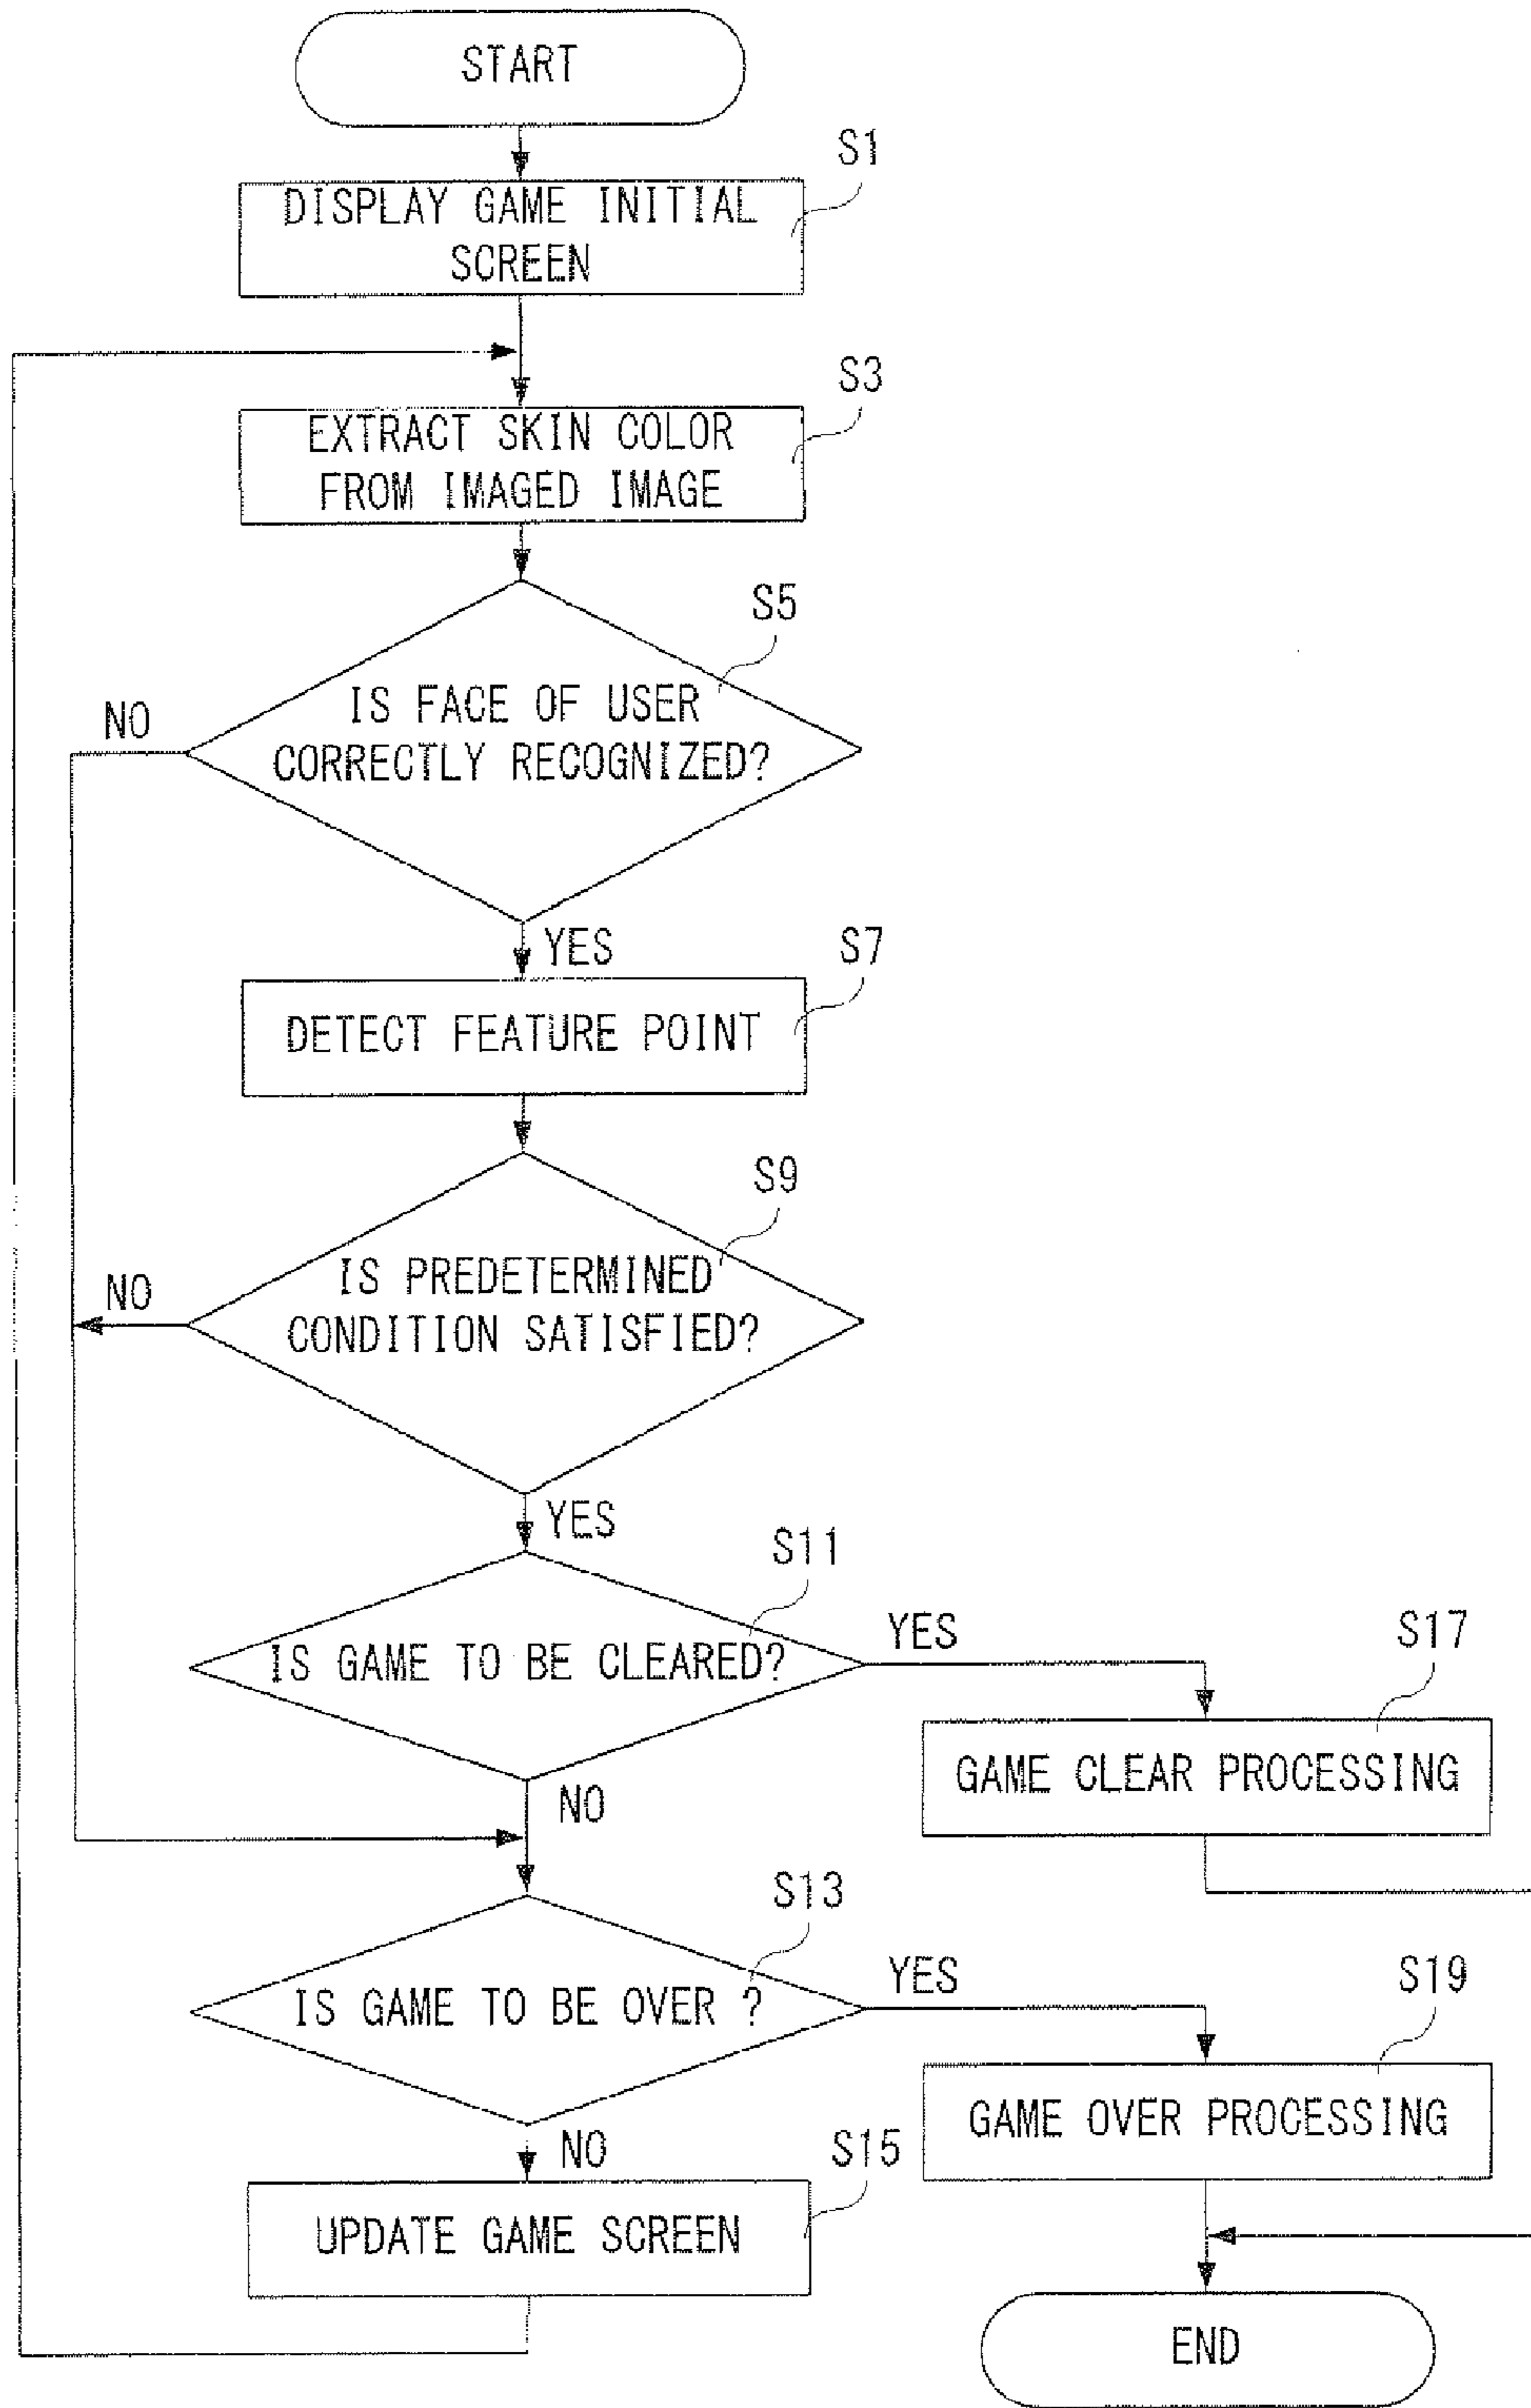 START
S1
DISPLAY GAME INITIAL
SCREEN
S3
EXTRACT SKIN COLOR
FROM IMAGED IMAGE
S5
IS FACE OF USER
CORRECTLY RECOGNIZED?
NO
YES
S7
DETECT FEATURE POINT
S9
IS PREDETERMINED
CONDITION SATISFIED?
NO
YES
S11
IS GAME TO BE CLEARED?
YES
S17
GAME CLEAR PROCESSING
NO
S13
IS GAME TO BE OVER ?
YES
S19
GAME OVER PROCESSING
NO
S15
UPDATE GAME SCREEN
END